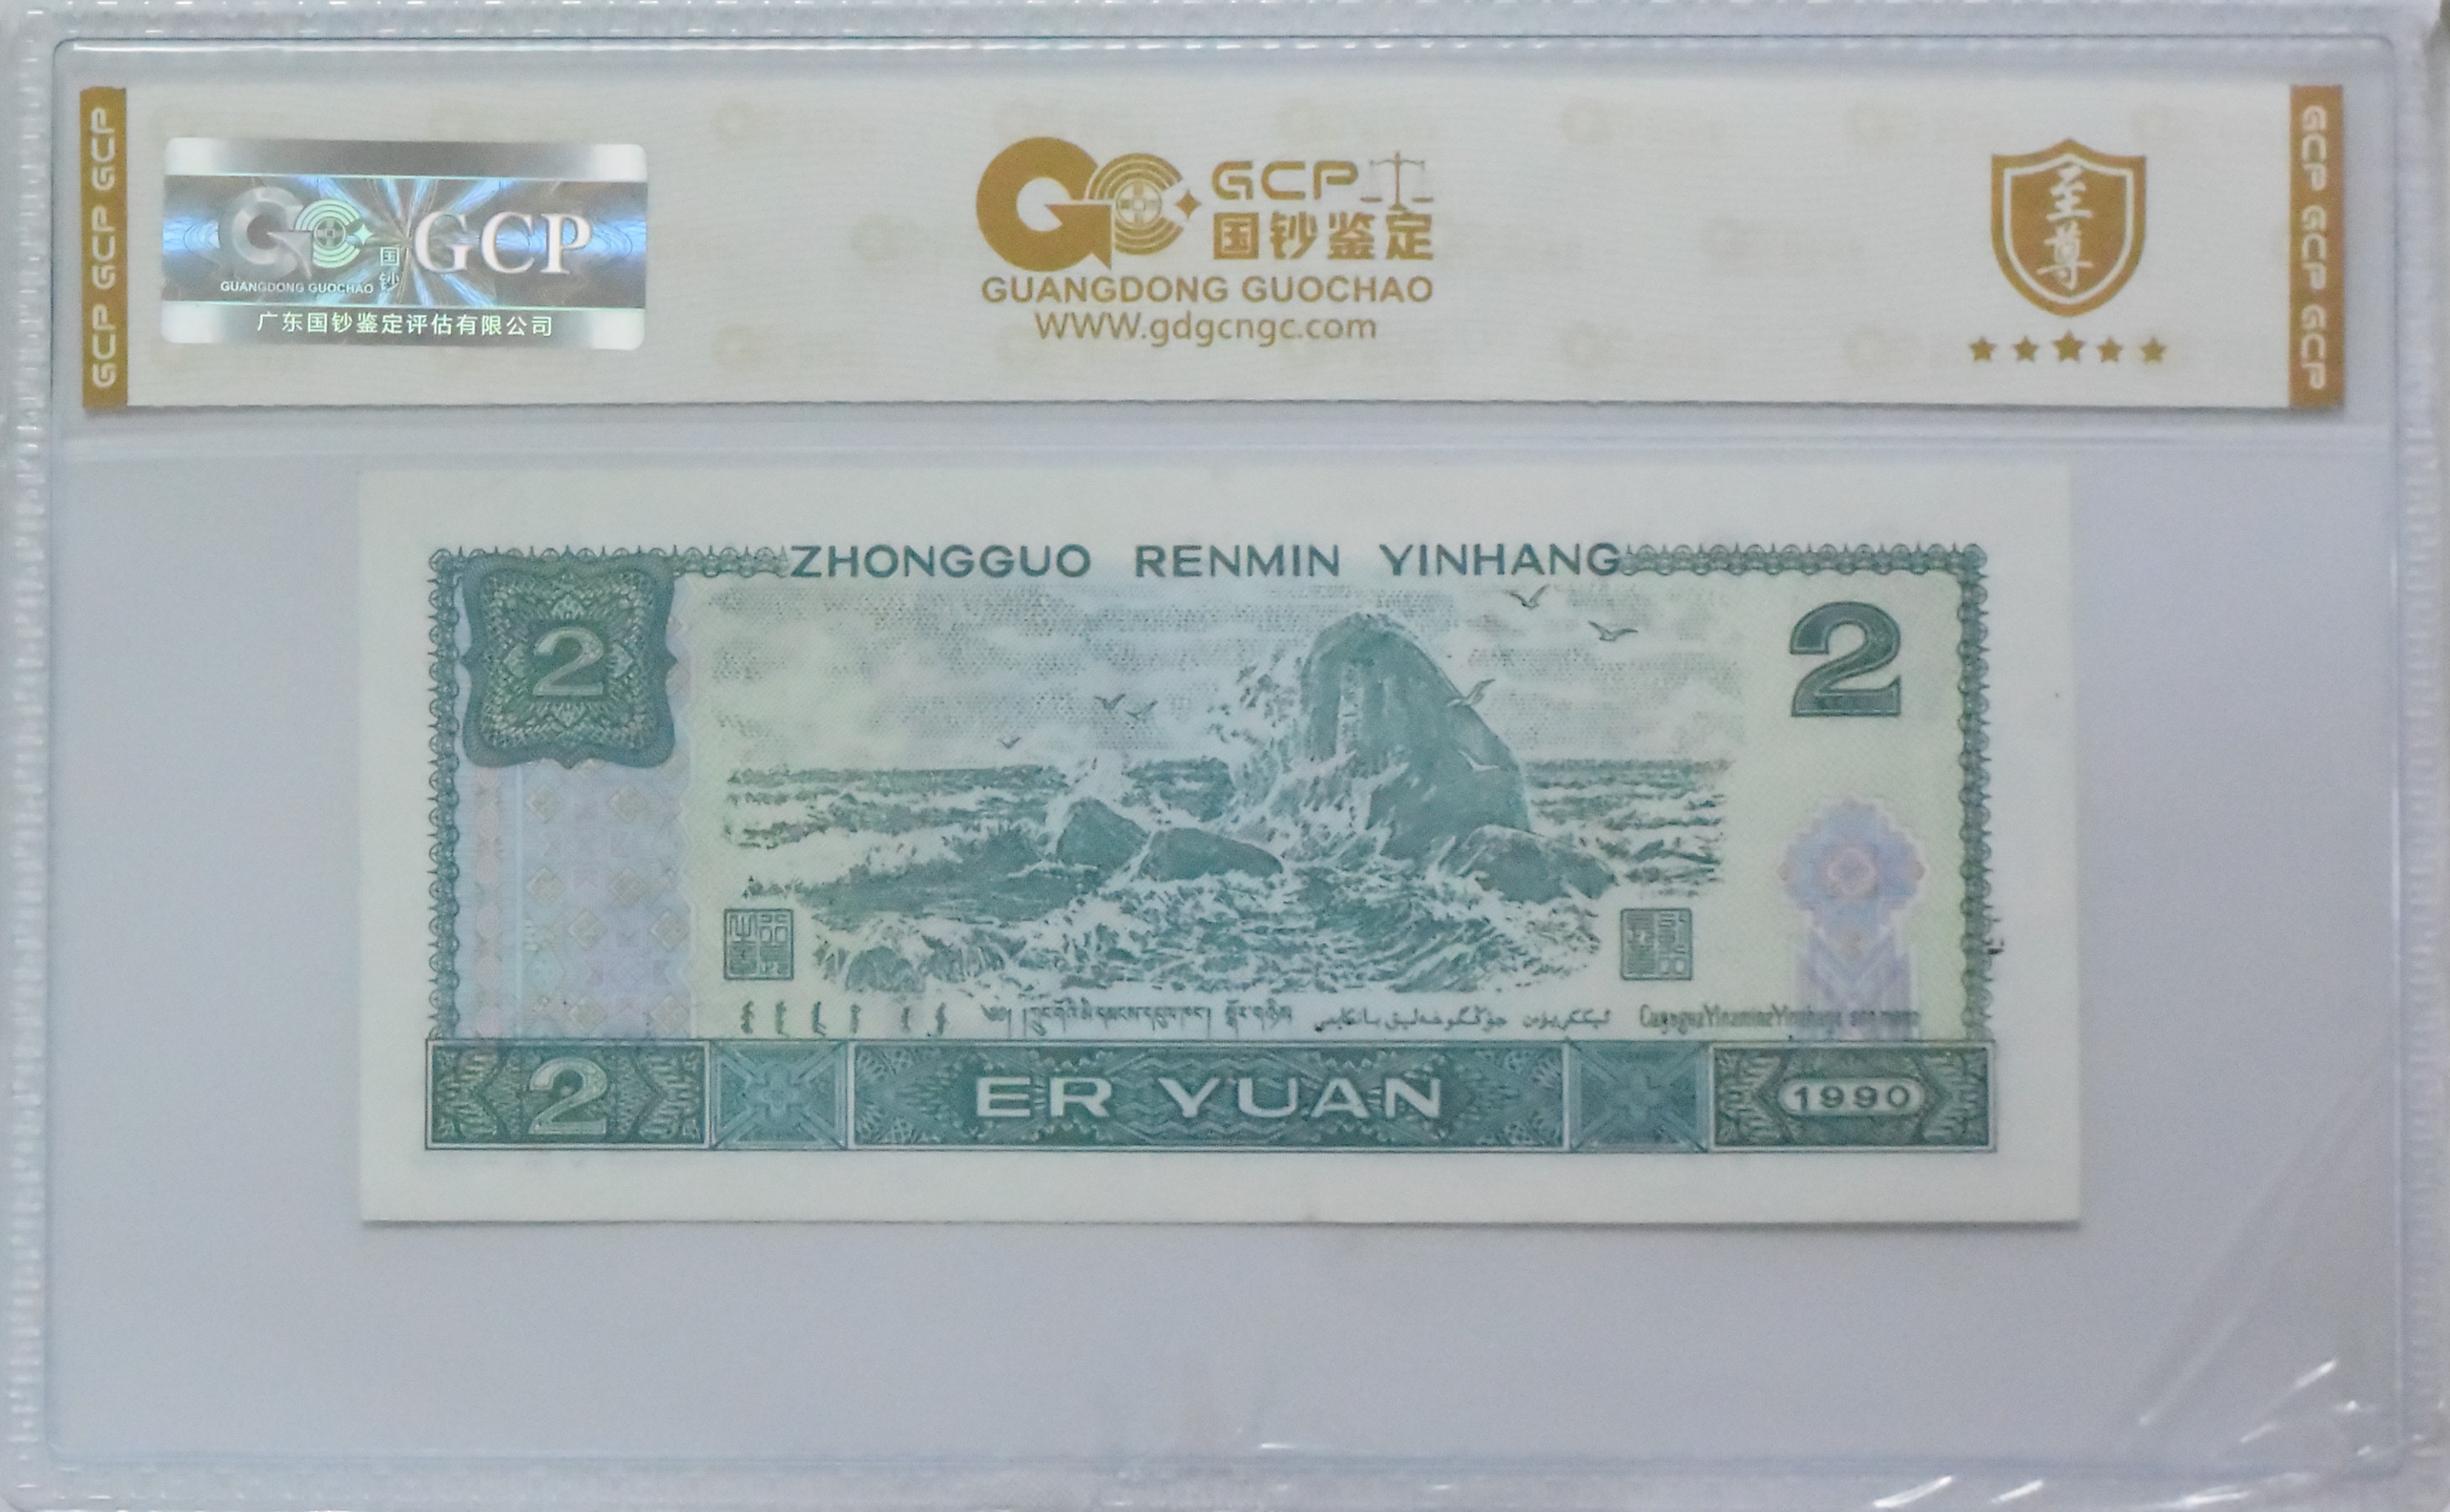 GCP GCP GCP
国钞
GCP
GUANGDONG GUOCHAO
广东国钞鉴定评估有限公司
GCP
国钞鉴定
GUANGDONG GUOCHAO
WWW.gdgcngc.com
至尊
GCP GCP GCP
ZHONGGUO RENMIN YINHANG
2
2
2
ER YUAN
1990